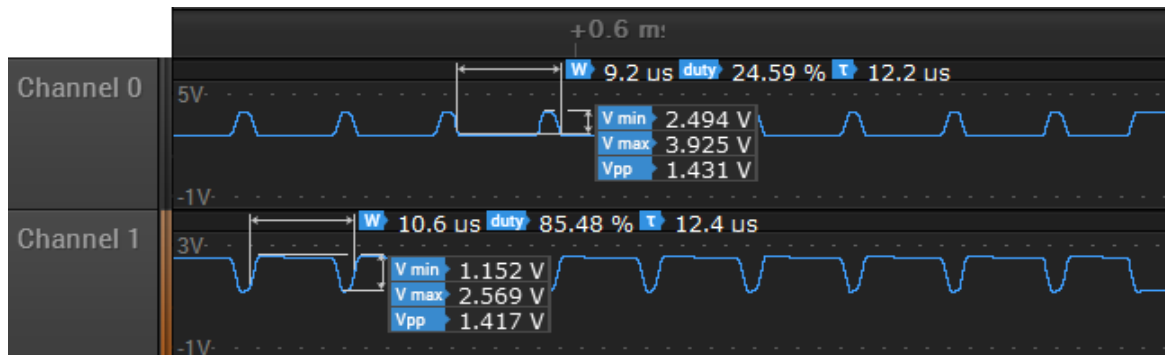 +0.6 ms
Channel 0
W 9.2 us duty 24.59 % τ 12.2 us
5V
V min 2.494 V
V max 3.925 V
Vpp 1.431 V
-1V
Channel 1
W 10.6 us duty 85.48 % τ 12.4 us
3V
V min 1.152 V
V max 2.569 V
Vpp 1.417 V
-1V